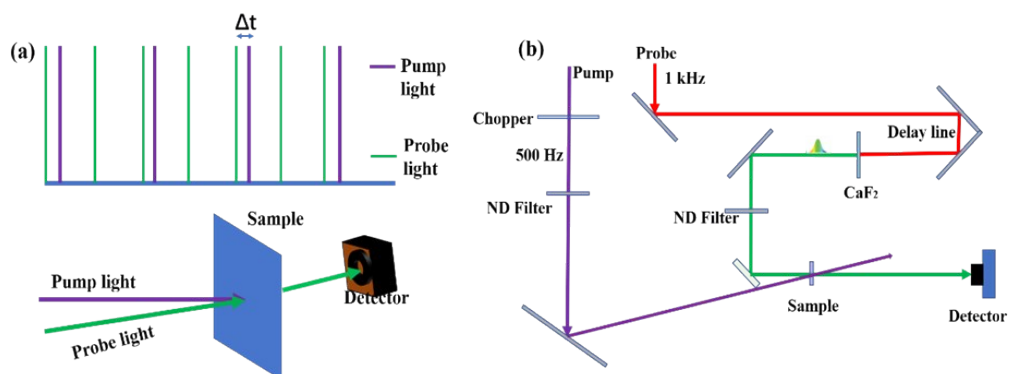 (a)
Δt
Pump
light
Probe
light
Sample
Pump light
Probe light
Detector
(b)
Probe
1 kHz
Pump
Chopper
500 Hz
ND Filter
Delay line
CaF₂
ND Filter
Sample
Detector